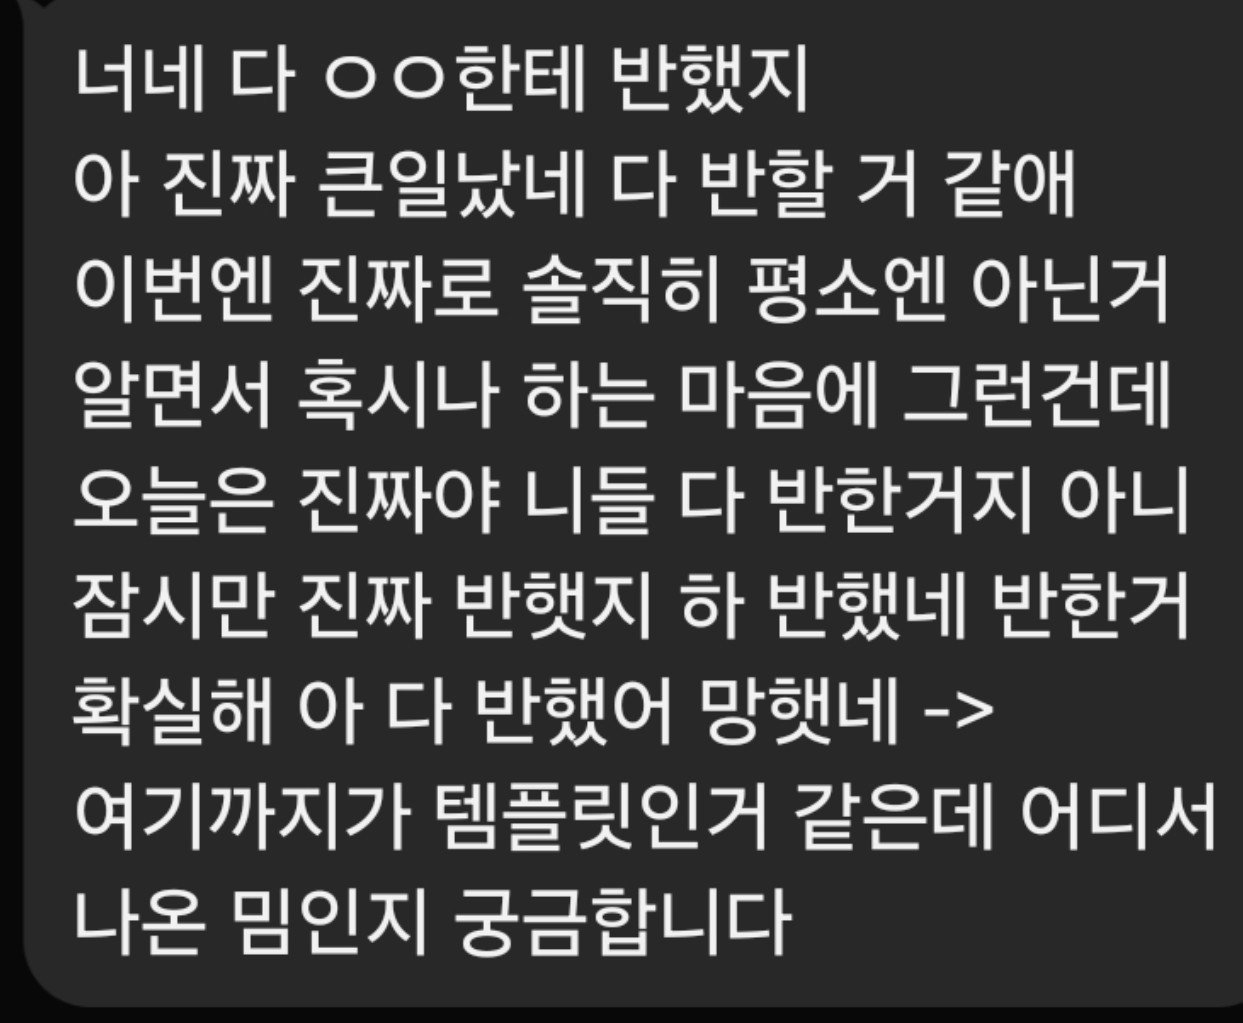 너네 다 ㅇㅇ한테 반했지
아 진짜 큰일났네 다 반할 거 같애
이번엔 진짜로 솔직히 평소엔 아닌거
알면서 혹시나 하는 마음에 그런건데
오늘은 진짜야 니들 다 반한거지 아니
잠시만 진짜 반햇지 하 반했네 반한거
확실해 아 다 반했어 망햇네 ->
여기까지가 템플릿인거 같은데 어디서
나온 밈인지 궁금합니다